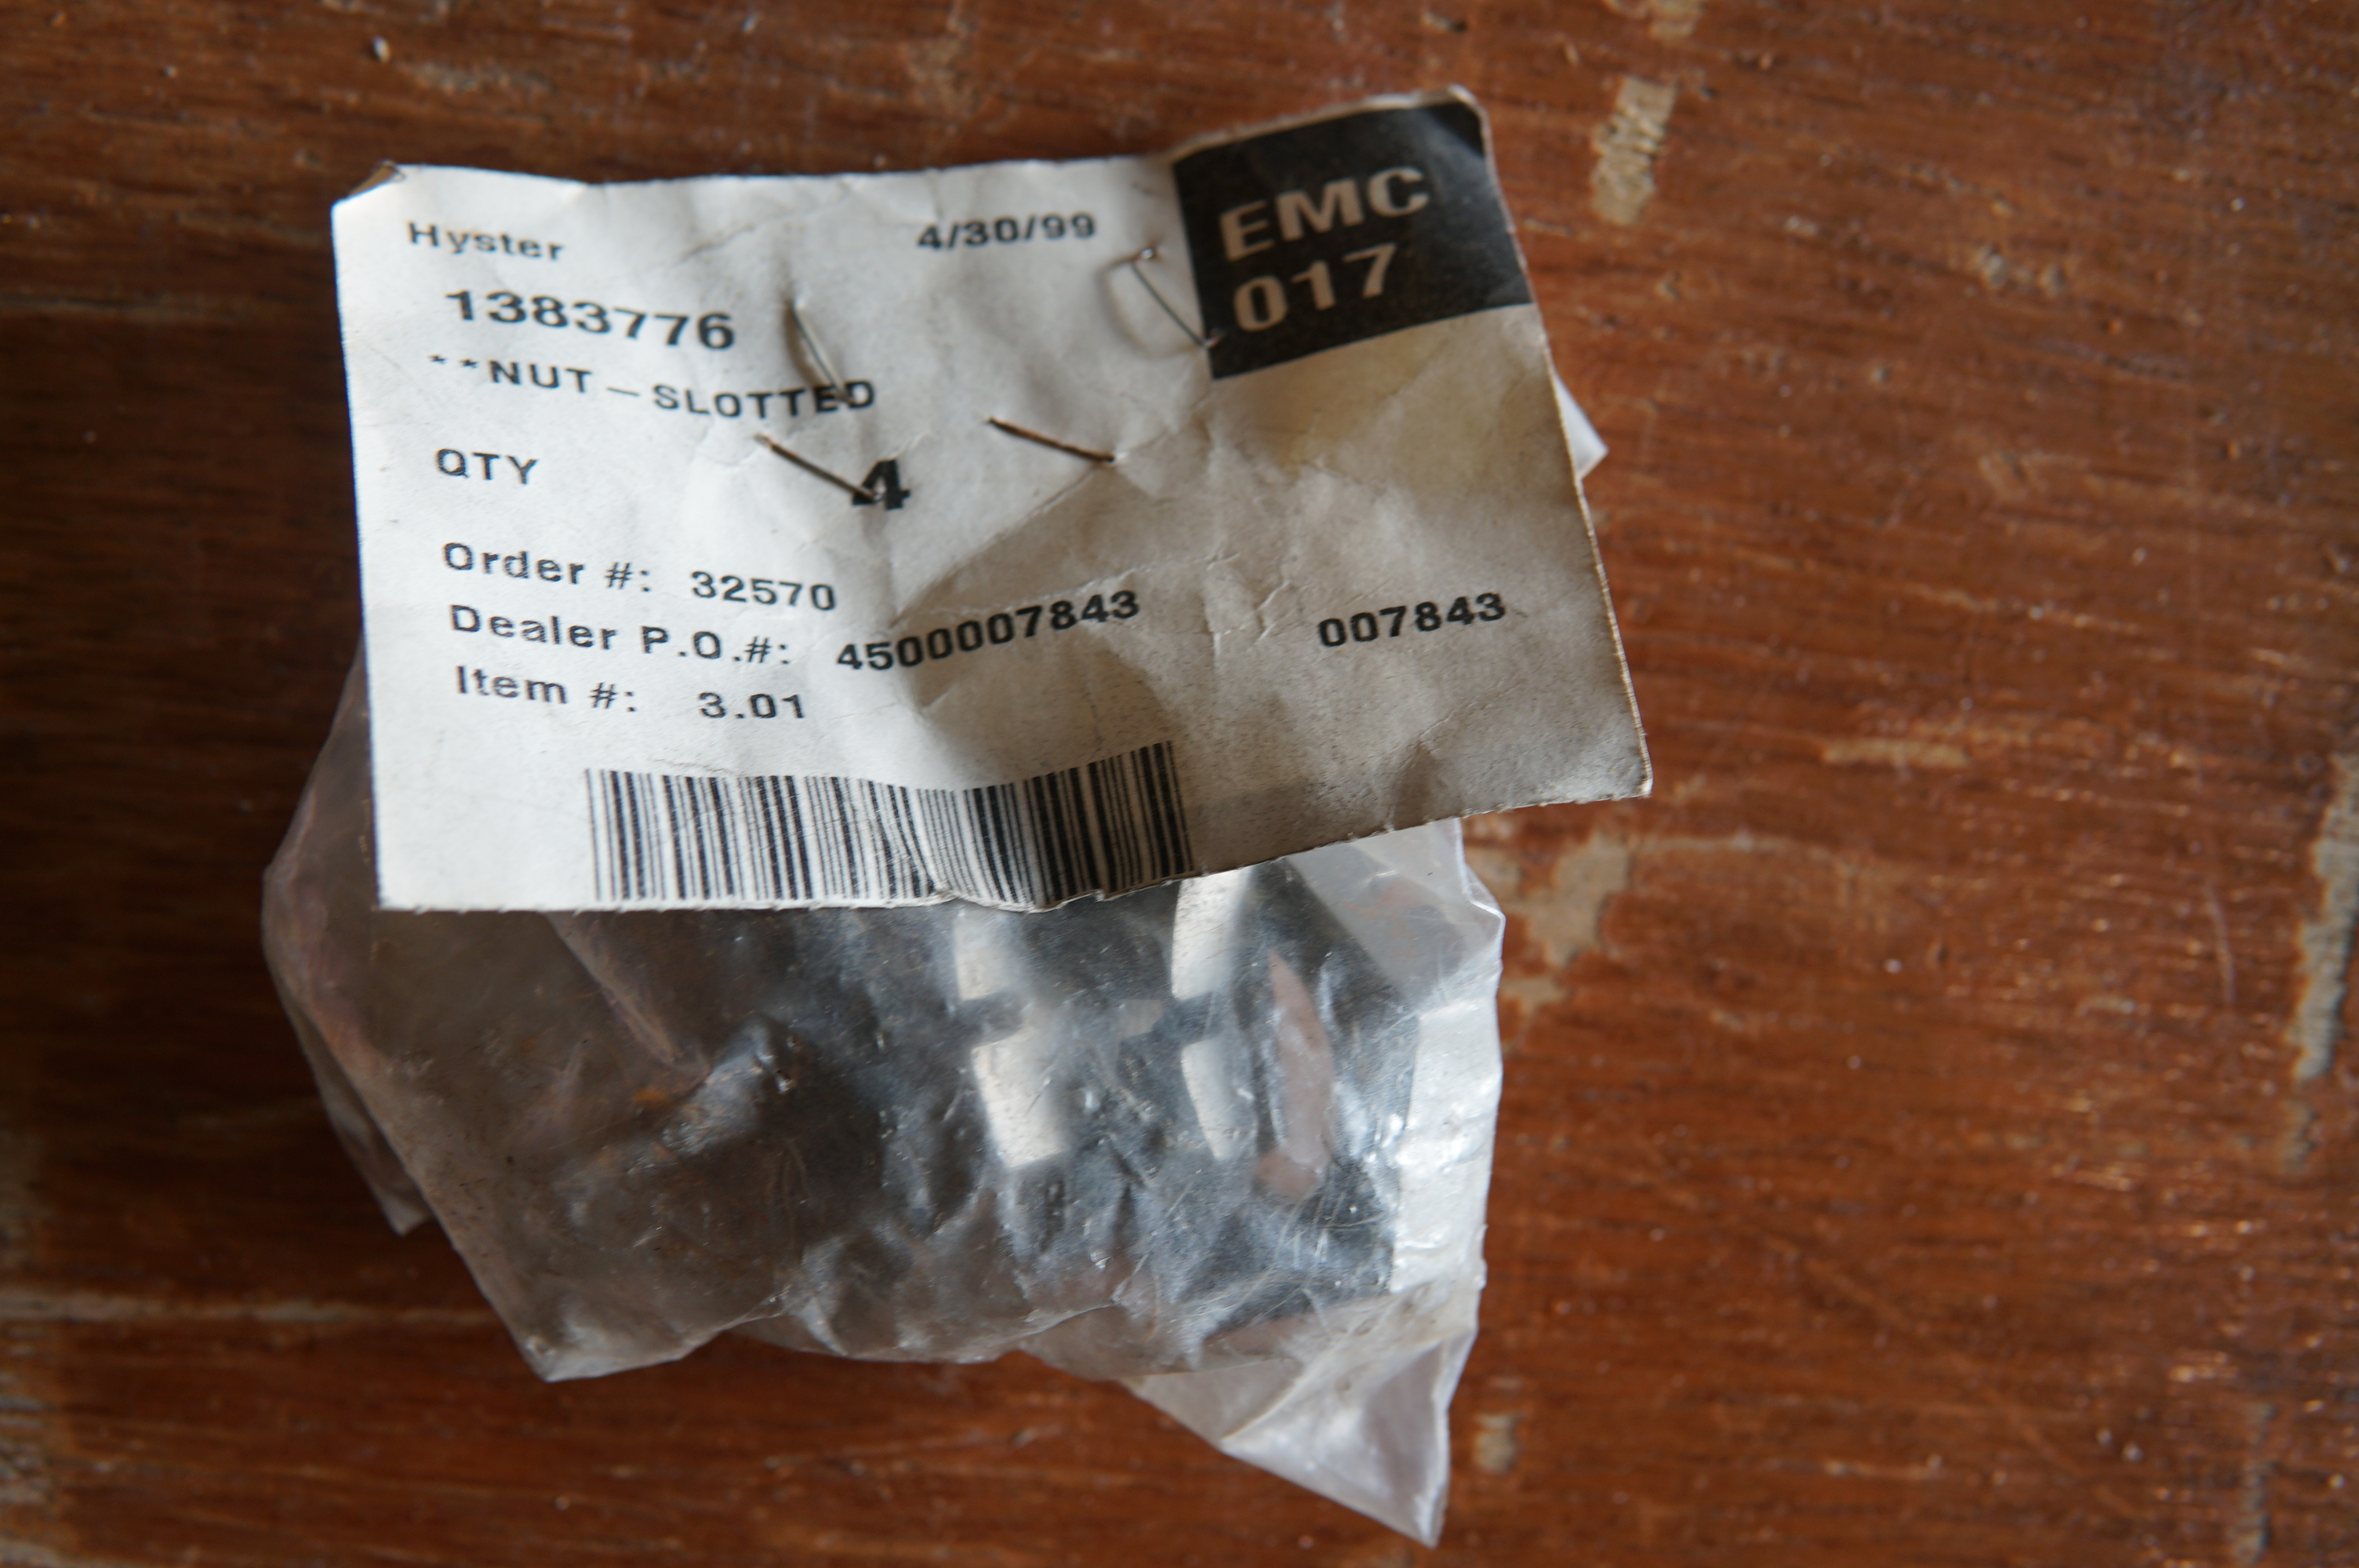 Hyster 4/30/99
EMC
017
1383776
**NUT-SLOTTED
QTY 4
Order #: 32570
Dealer P.O.#: 4500007843 007843
Item #: 3.01